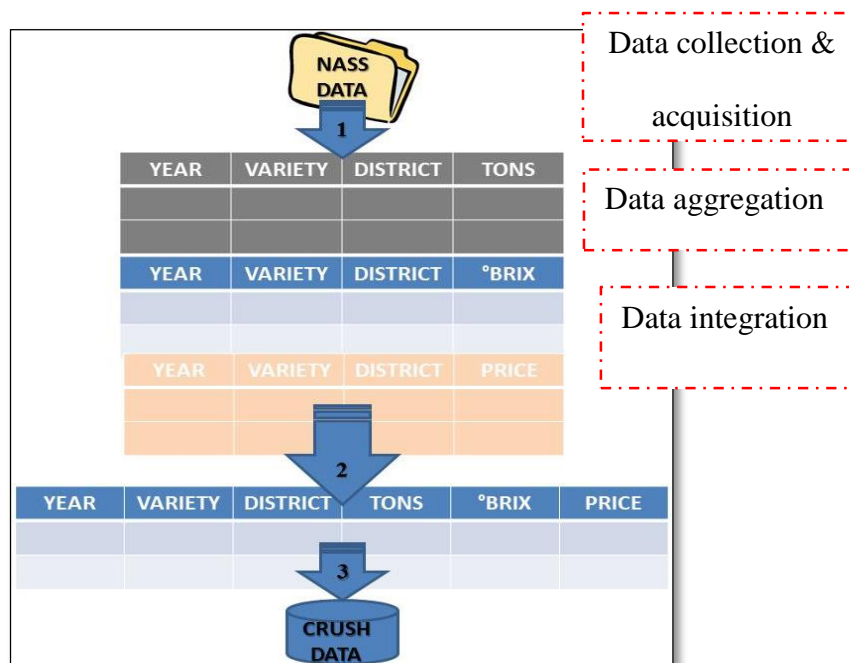 NASS
DATA
1
YEAR VARIETY DISTRICT TONS
YEAR VARIETY DISTRICT °BRIX
YEAR VARIETY DISTRICT PRICE
2
YEAR VARIETY DISTRICT TONS °BRIX PRICE
3
CRUSH
DATA
Data collection &
acquisition
Data aggregation
Data integration